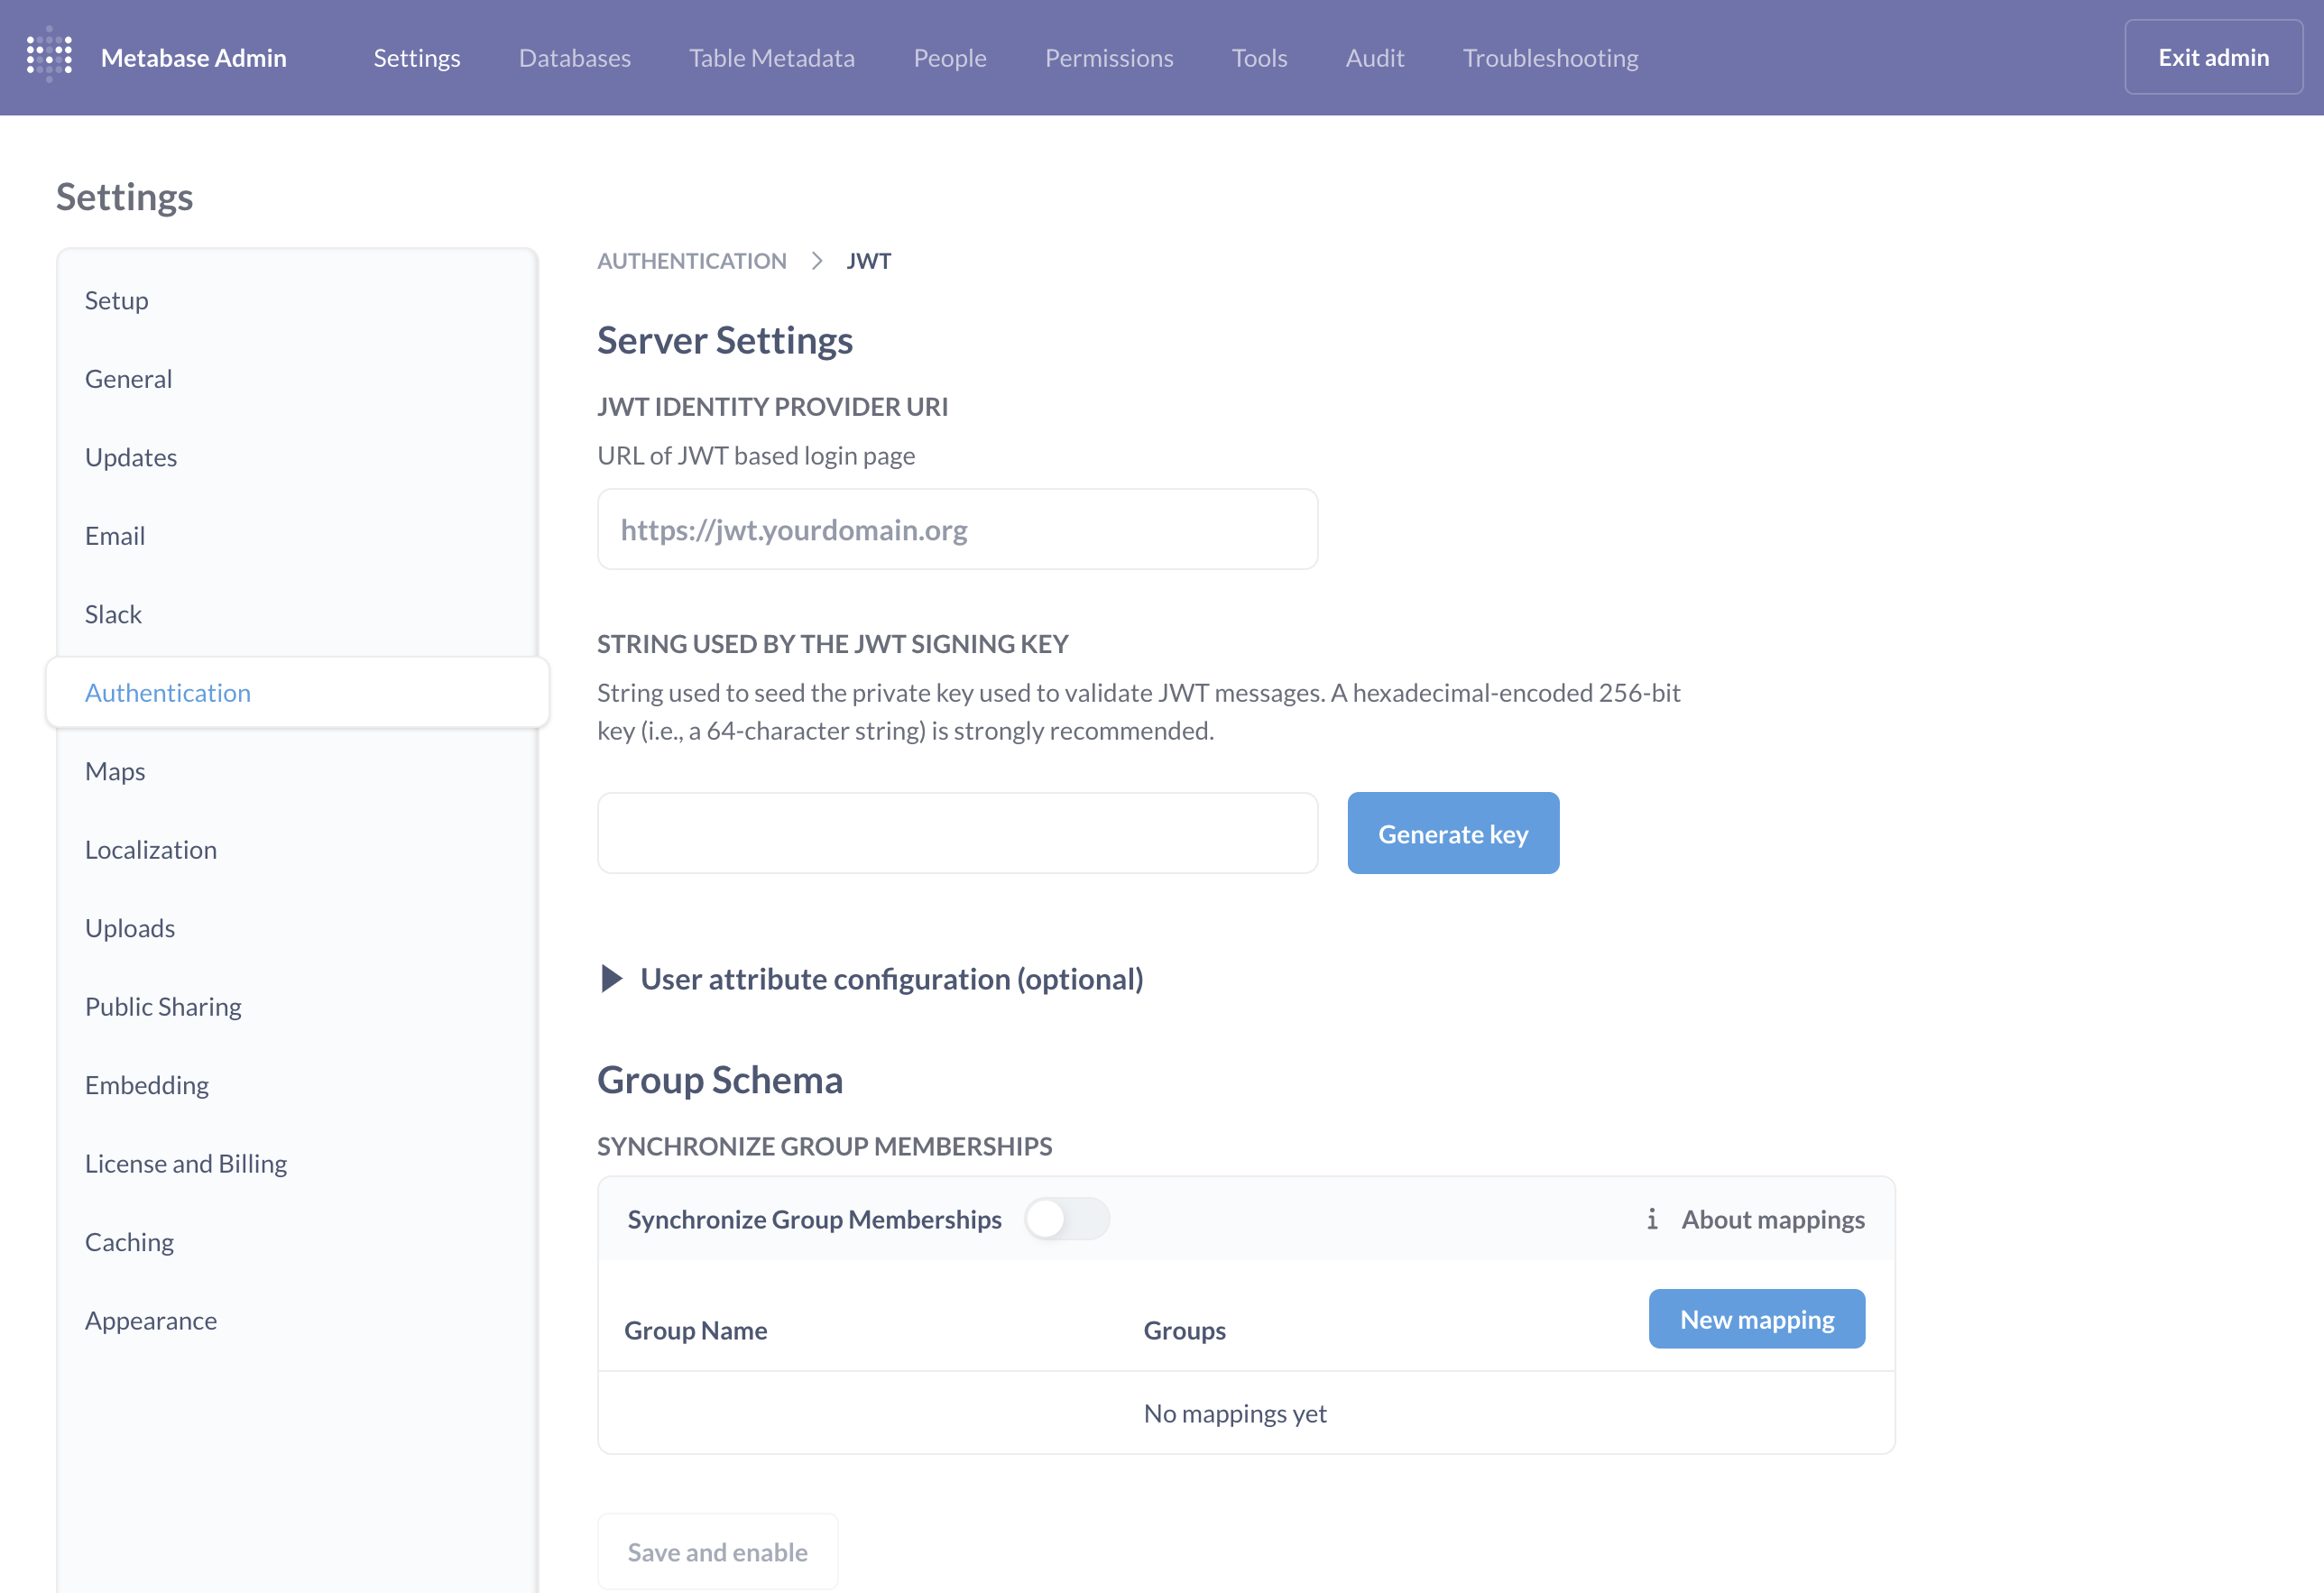 Metabase Admin
Settings
Databases
Table Metadata
People
Permissions
Tools
Audit
Troubleshooting
Exit admin
Settings
Setup
General
Updates
Email
Slack
Authentication
Maps
Localization
Uploads
Public Sharing
Embedding
License and Billing
Caching
Appearance
AUTHENTICATION > JWT
Server Settings
JWT IDENTITY PROVIDER URI
URL of JWT based login page
https://jwt.yourdomain.org
STRING USED BY THE JWT SIGNING KEY
String used to seed the private key used to validate JWT messages. A hexadecimal-encoded 256-bit
key (i.e., a 64-character string) is strongly recommended.
Generate key
User attribute configuration (optional)
Group Schema
SYNCHRONIZE GROUP MEMBERSHIPS
Synchronize Group Memberships
About mappings
Group Name
Groups
New mapping
No mappings yet
Save and enable